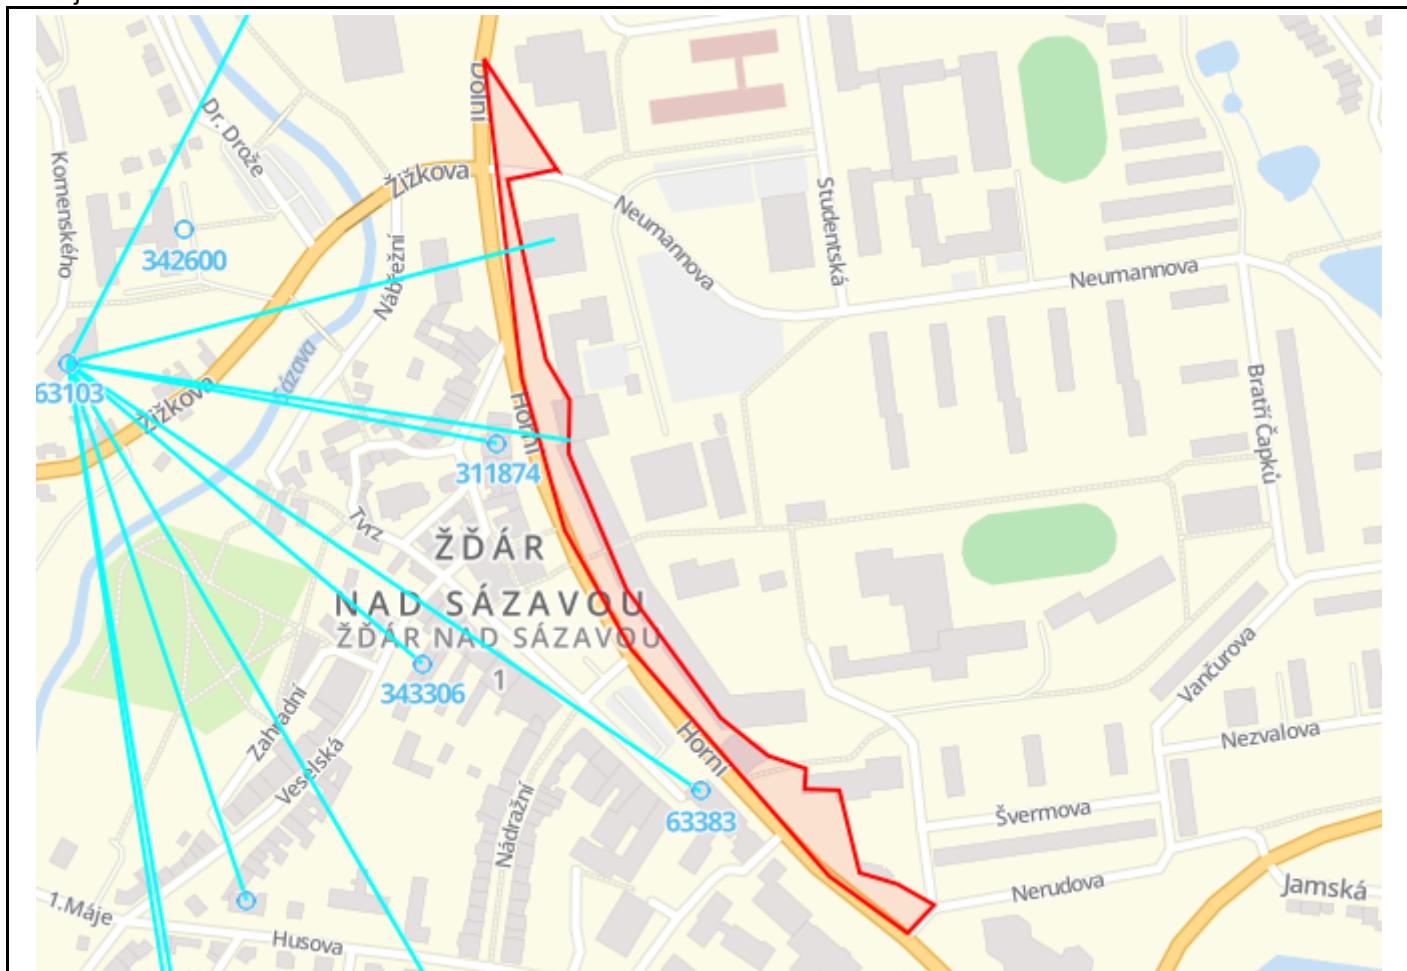 Dolní
Dr. Drože
Komenského
Žižkova
Studentská
Neumannova
342600
Nábřežní
Neumannova
Sázava
63103
Žižkova
Horní
Bratří Čapků
311874
Tvrz
ŽĎÁR
NAD SÁZAVOU
ŽĎÁR NAD SÁZAVOU
1
343306
Vančurova
Zahradní
Horní
Nezvalova
Veselská
Nádražní
63383
Švermova
Nerudova
Jamská
1.Máje
Husova